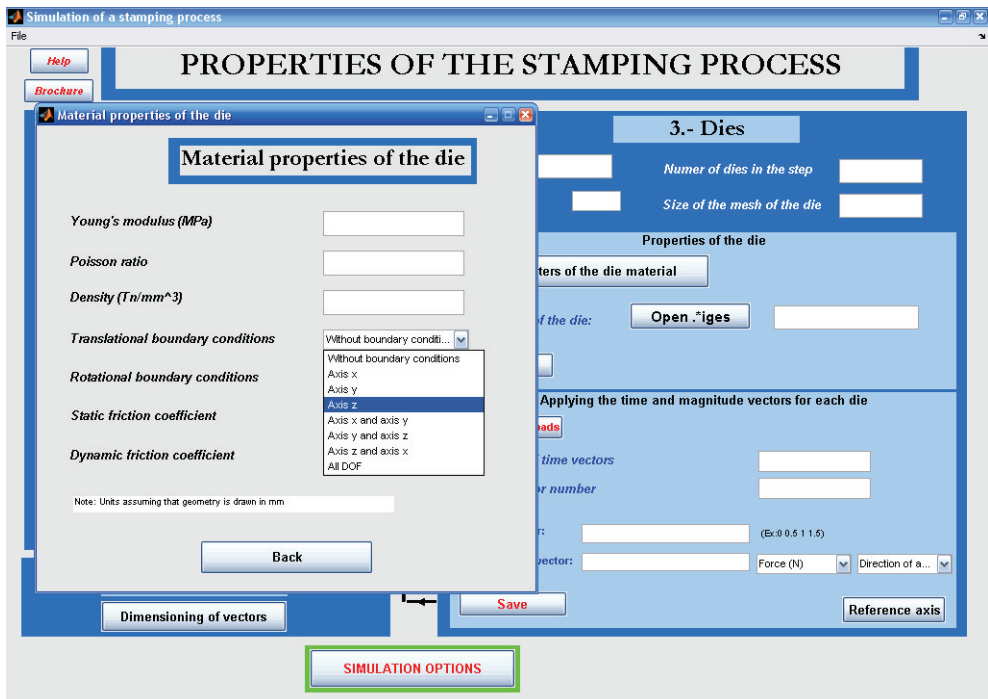 Simulation of a stamping process
File
Help
Brochure
PROPERTIES OF THE STAMPING PROCESS
Material properties of the die
Material properties of the die
Young's modulus (MPa)
Poisson ratio
Density (Tn/mm^3)
Translational boundary conditions
Without boundary conditi...
Without boundary conditions
Axis x
Axis y
Axis z
Axis x and axis y
Axis y and axis z
Axis z and axis x
All DOF
Rotational boundary conditions
Static friction coefficient
Dynamic friction coefficient
Note: Units assuming that geometry is drawn in mm
Back
3.- Dies
Numer of dies in the step
Size of the mesh of the die
Properties of the die
ters of the die material
of the die:
Open .*iges
Applying the time and magnitude vectors for each die
oads
time vectors
or number
r:
(Ex:0 0.5 1 1.5)
vector:
Force (N)
Direction of a...
Save
Reference axis
Dimensioning of vectors
SIMULATION OPTIONS